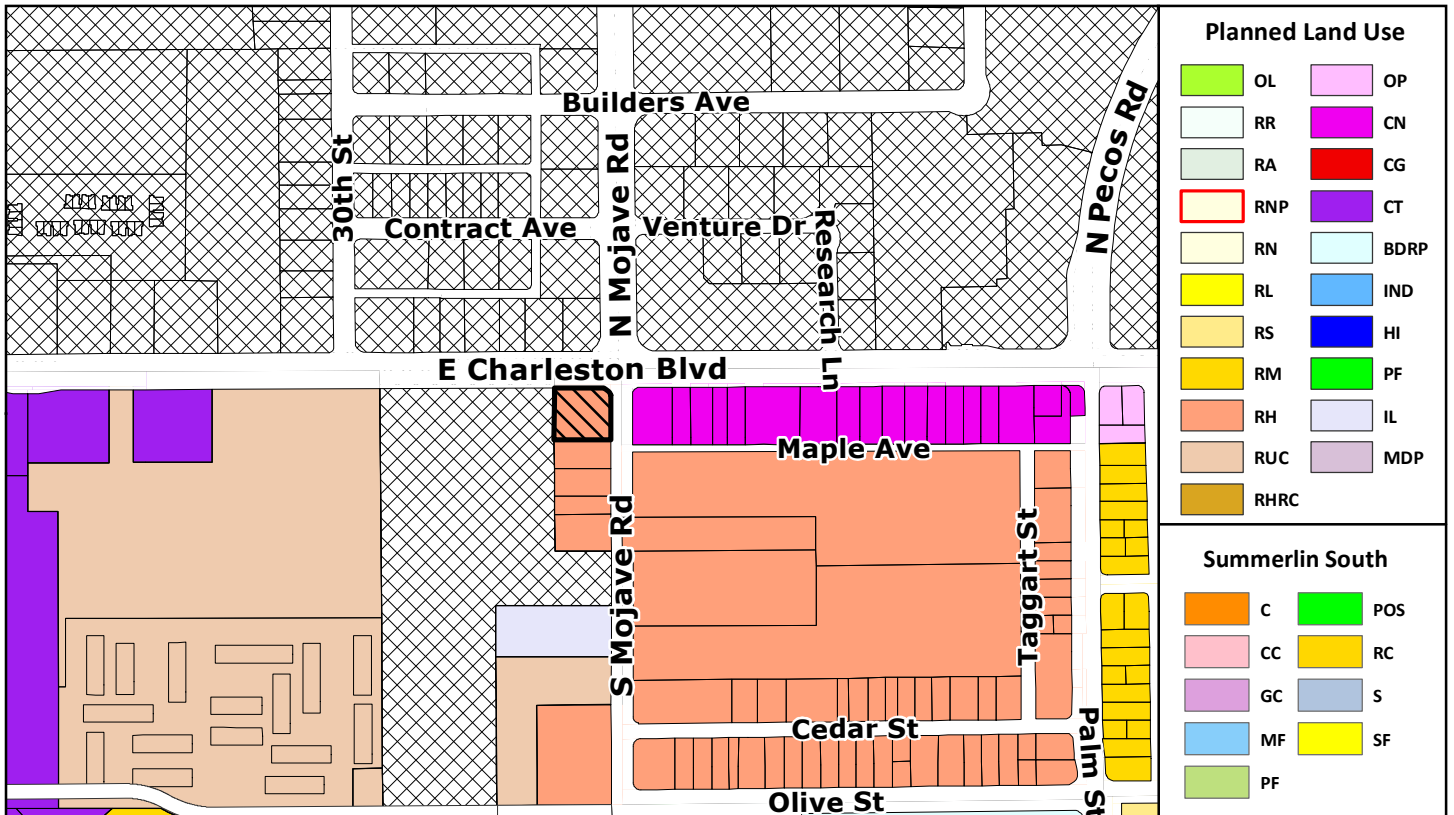 Builders Ave
30th St
N Mojave Rd
N Pecos Rd
Contract Ave
Venture Dr
Research Ln
E Charleston Blvd
Maple Ave
S Mojave Rd
Taggart St
Cedar St
Palm St
Olive St
Planned Land Use
OL OP
RR CN
RA CG
RNP CT
RN BDRP
RL IND
RS HI
RM PF
RH IL
RUC MDP
RHRC
Summerlin South
C POS
CC RC
GC S
MF SF
PF